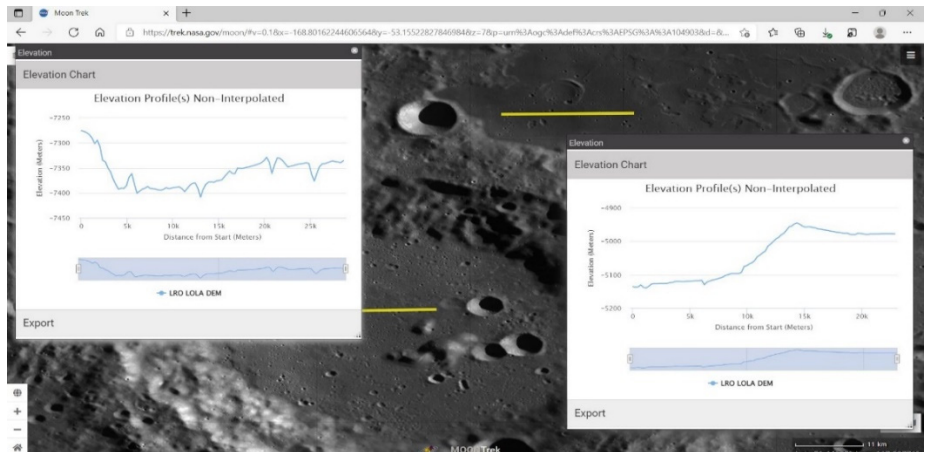 Moon Trek
https://trek.nasa.gov/moon/#v=0.1&x=-168.80162244606564&y=-53.1552282784698​4&z=7&p=urn%3Aogc%3Adef%3Acrs%3AEPSG%3A%3A104903&d=&...
Elevation
Elevation Chart
Elevation Profile(s) Non-Interpolated
Elevation (Meters)
-7250
-7300
-7350
-7400
-7450
0 5k 10k 15k 20k 25k
Distance from Start (Meters)
LRO LOLA DEM
Export
Elevation
Elevation Chart
Elevation Profile(s) Non-Interpolated
Elevation (Meters)
-4900
-5000
-5100
-5200
0 5k 10k 15k 20k
Distance from Start (Meters)
LRO LOLA DEM
Export
MOON Trek
11 km